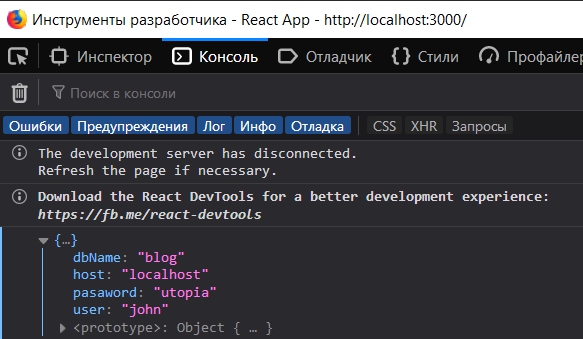 Инструменты разработчика - React App - http://localhost:3000/
Инспектор Консоль Отладчик Стили Профайлер
Поиск в консоли
Ошибки Предупреждения Лог Инфо Отладка CSS XHR Запросы
The development server has disconnected.
Refresh the page if necessary.
Download the React DevTools for a better development experience:
https://fb.me/react-devtools
{…}
dbName: "blog"
host: "localhost"
pasaword: "utopia"
user: "john"
<prototype>: Object { … }